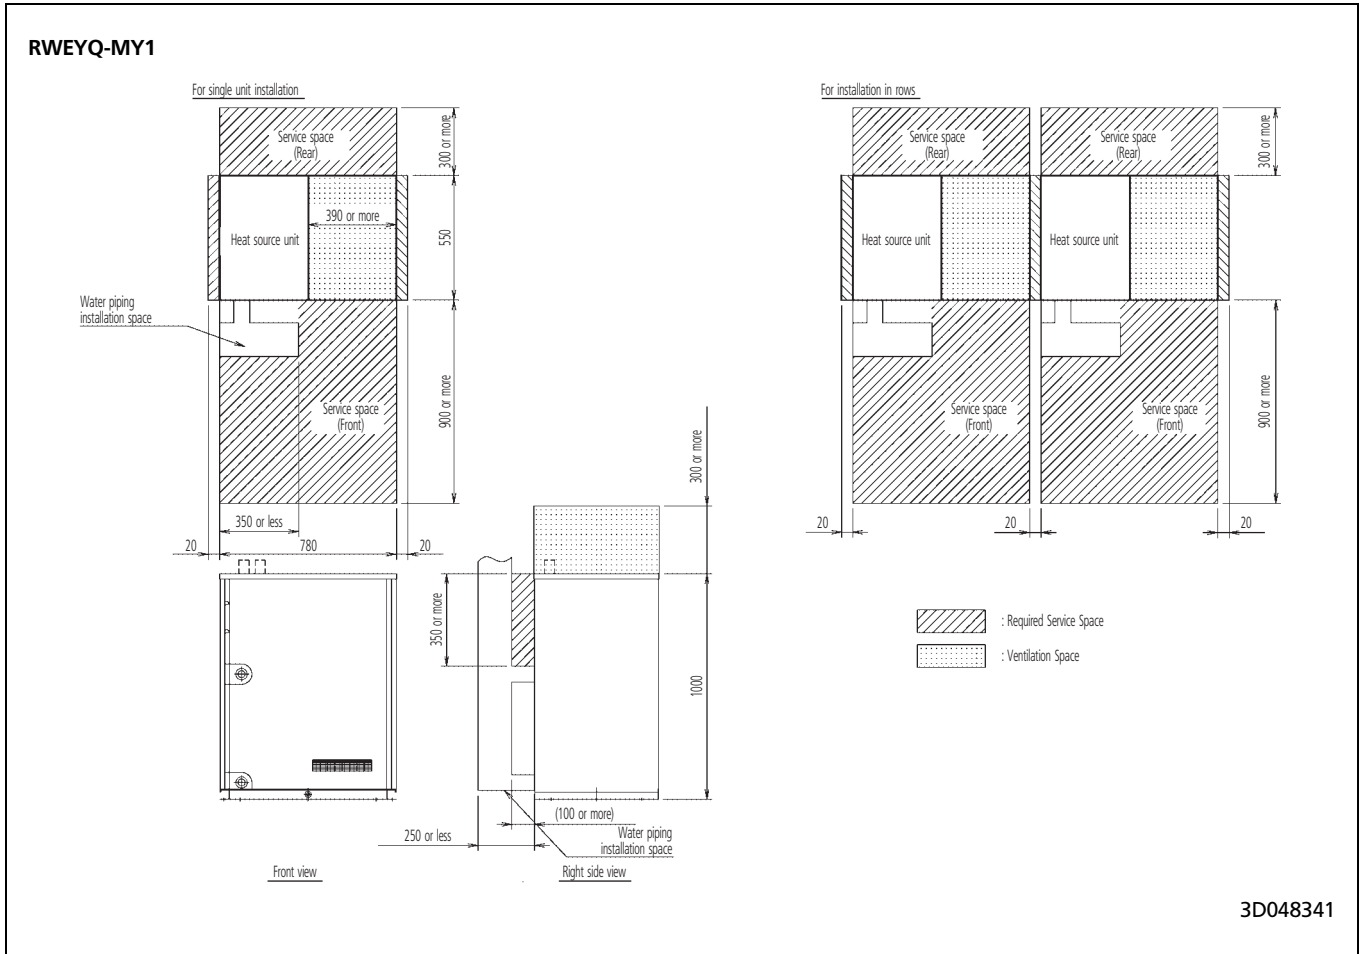 RWEYQ-MY1
For single unit installation
Service space
(Rear)
300 or more
390 or more
Heat source unit
550
Water piping
installation space
Service space
(Front)
900 or more
350 or less
20
780
20
For installation in rows
Service space
(Rear)
Service space
(Rear)
300 or more
Heat source unit
Heat source unit
Service space
(Front)
Service space
(Front)
900 or more
20
20
20
300 or more
350 or more
1000
(100 or more)
250 or less
Water piping
installation space
Front view
Right side view
: Required Service Space
: Ventilation Space
3D048341